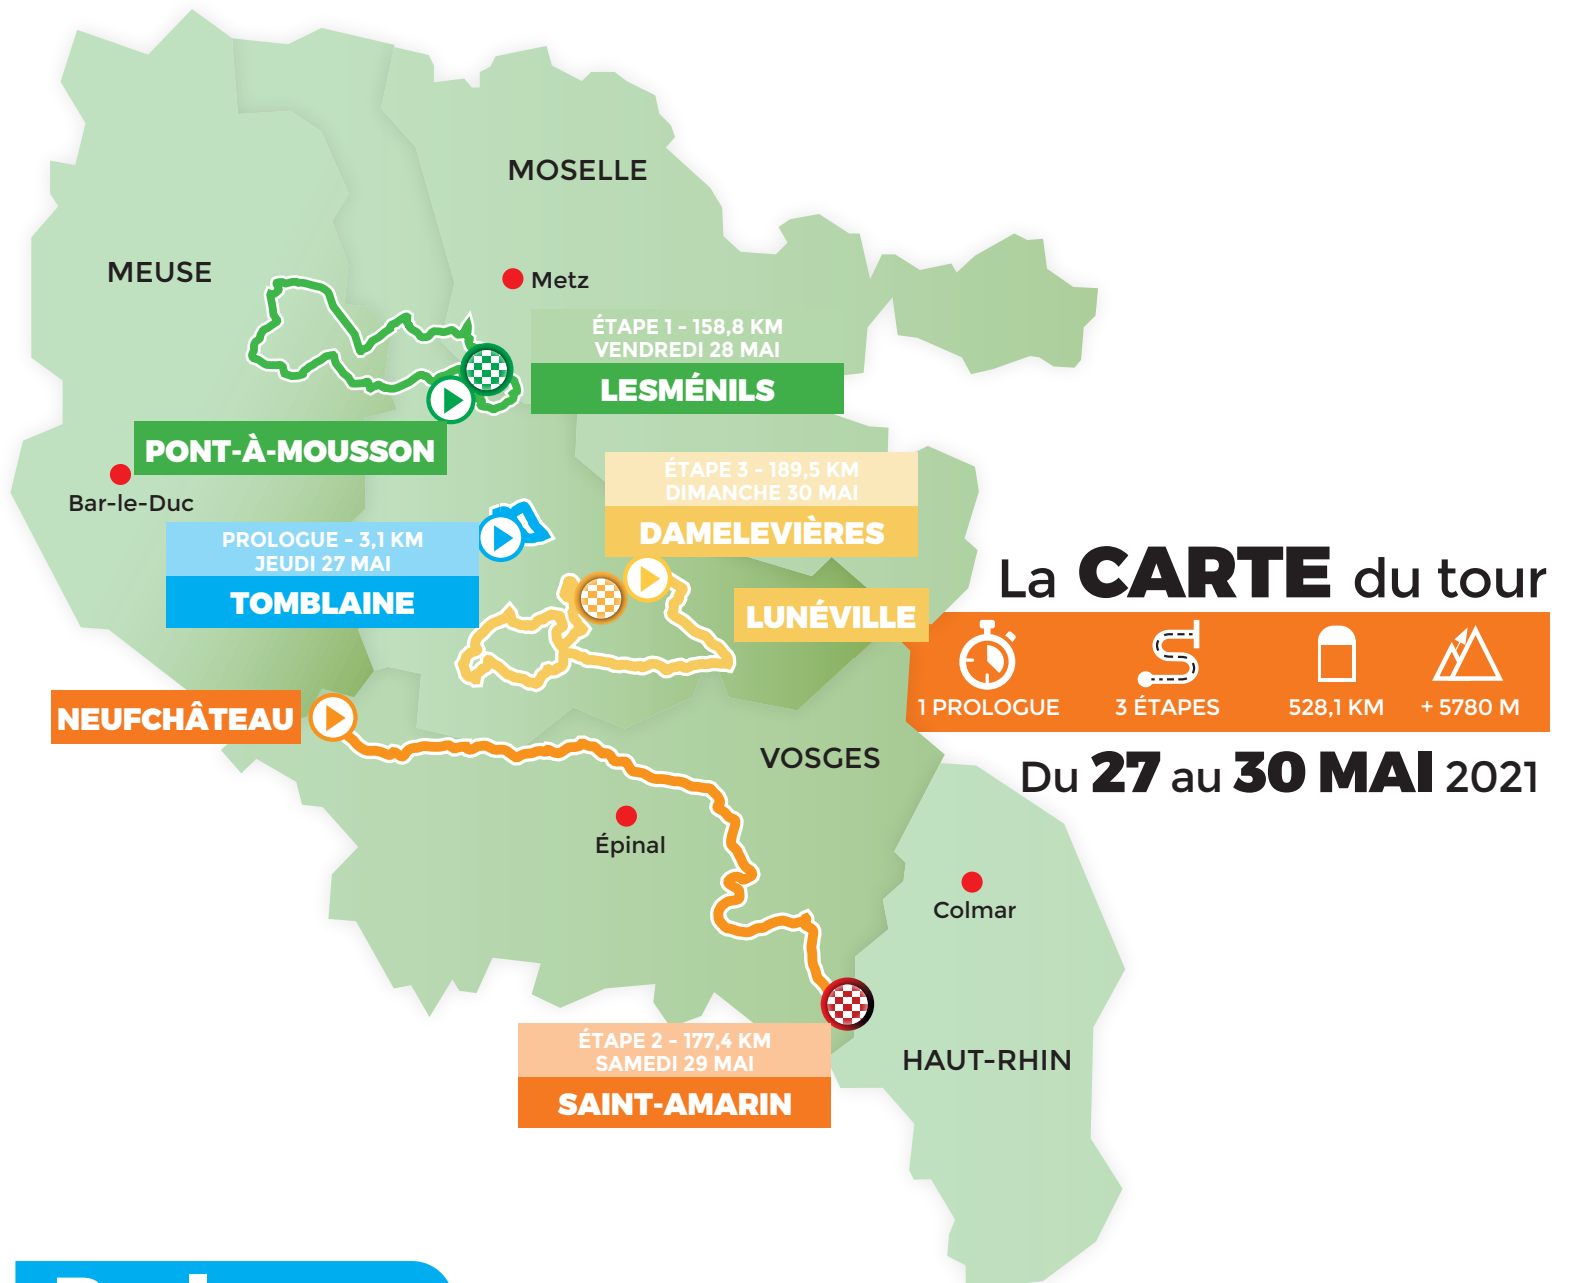 MOSELLE
MEUSE
Metz
ÉTAPE 1 - 158,8 KM
VENDREDI 28 MAI
LESMÉNILS
PONT-À-MOUSSON
Bar-le-Duc
ÉTAPE 3 - 189,5 KM
DIMANCHE 30 MAI
DAMELEVIÈRES
PROLOGUE - 3,1 KM
JEUDI 27 MAI
TOMBLAINE
LUNÉVILLE
La CARTE du tour
1 PROLOGUE
3 ÉTAPES
528,1 KM
+ 5780 M
Du 27 au 30 MAI 2021
NEUFCHÂTEAU
VOSGES
Épinal
Colmar
ÉTAPE 2 - 177,4 KM
SAMEDI 29 MAI
SAINT-AMARIN
HAUT-RHIN